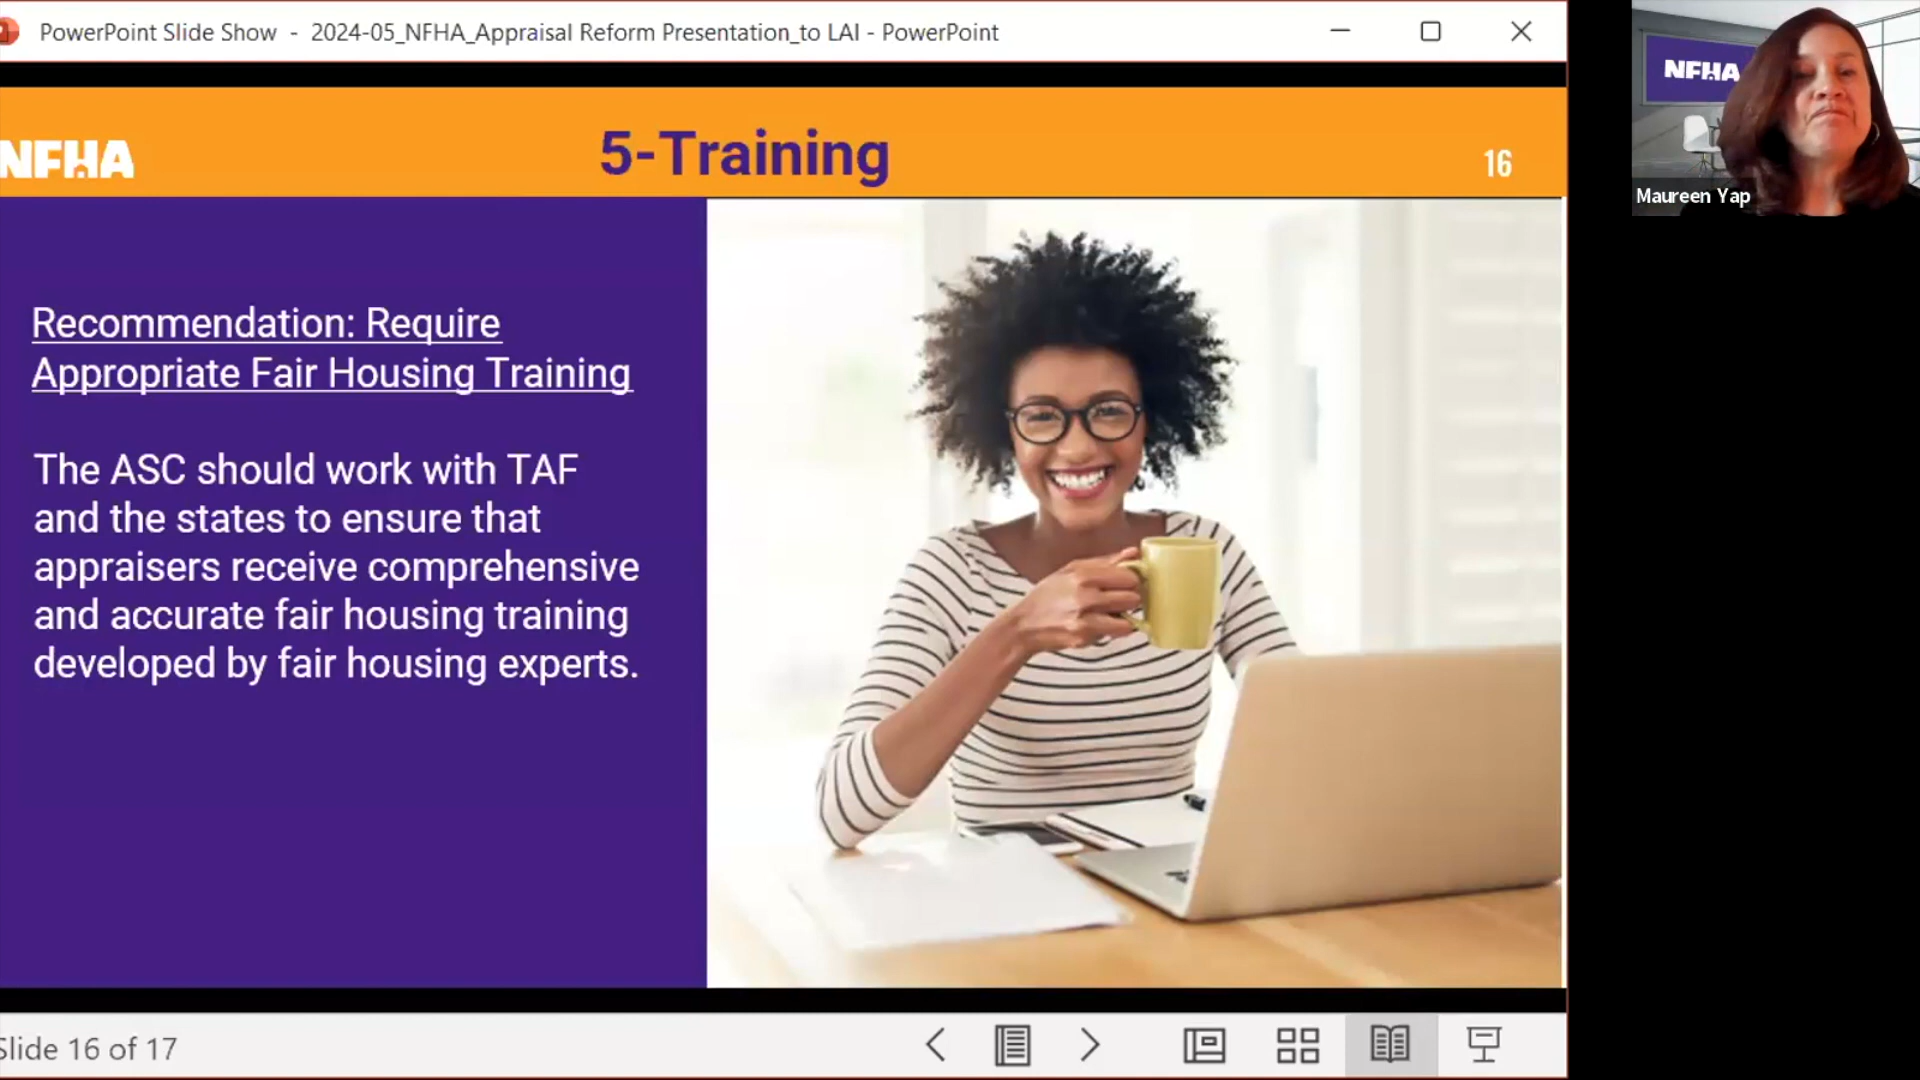 PowerPoint Slide Show - 2024-05_NFHA_Appraisal Reform Presentation_to LAI - PowerPoint
NFHA
5-Training
16
Recommendation: Require
Appropriate Fair Housing Training
The ASC should work with TAF
and the states to ensure that
appraisers receive comprehensive
and accurate fair housing training
developed by fair housing experts.
Slide 16 of 17
NFHA
Maureen Yap